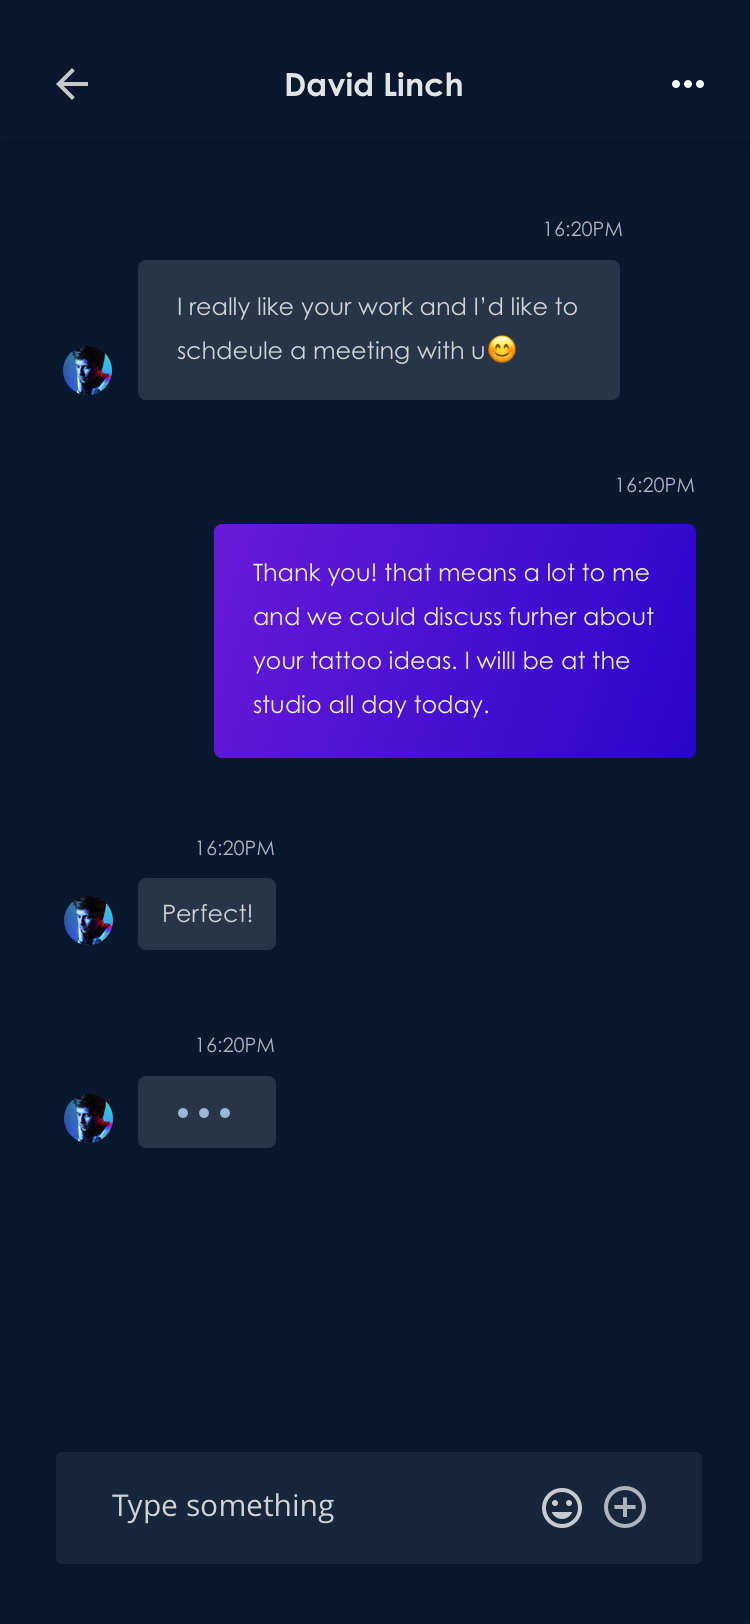 David Linch
16:20PM
I really like your work and I’d like to
schdeule a meeting with u😊
16:20PM
Thank you! that means a lot to me
and we could discuss furher about
your tattoo ideas. I willl be at the
studio all day today.
16:20PM
Perfect!
16:20PM
Type something